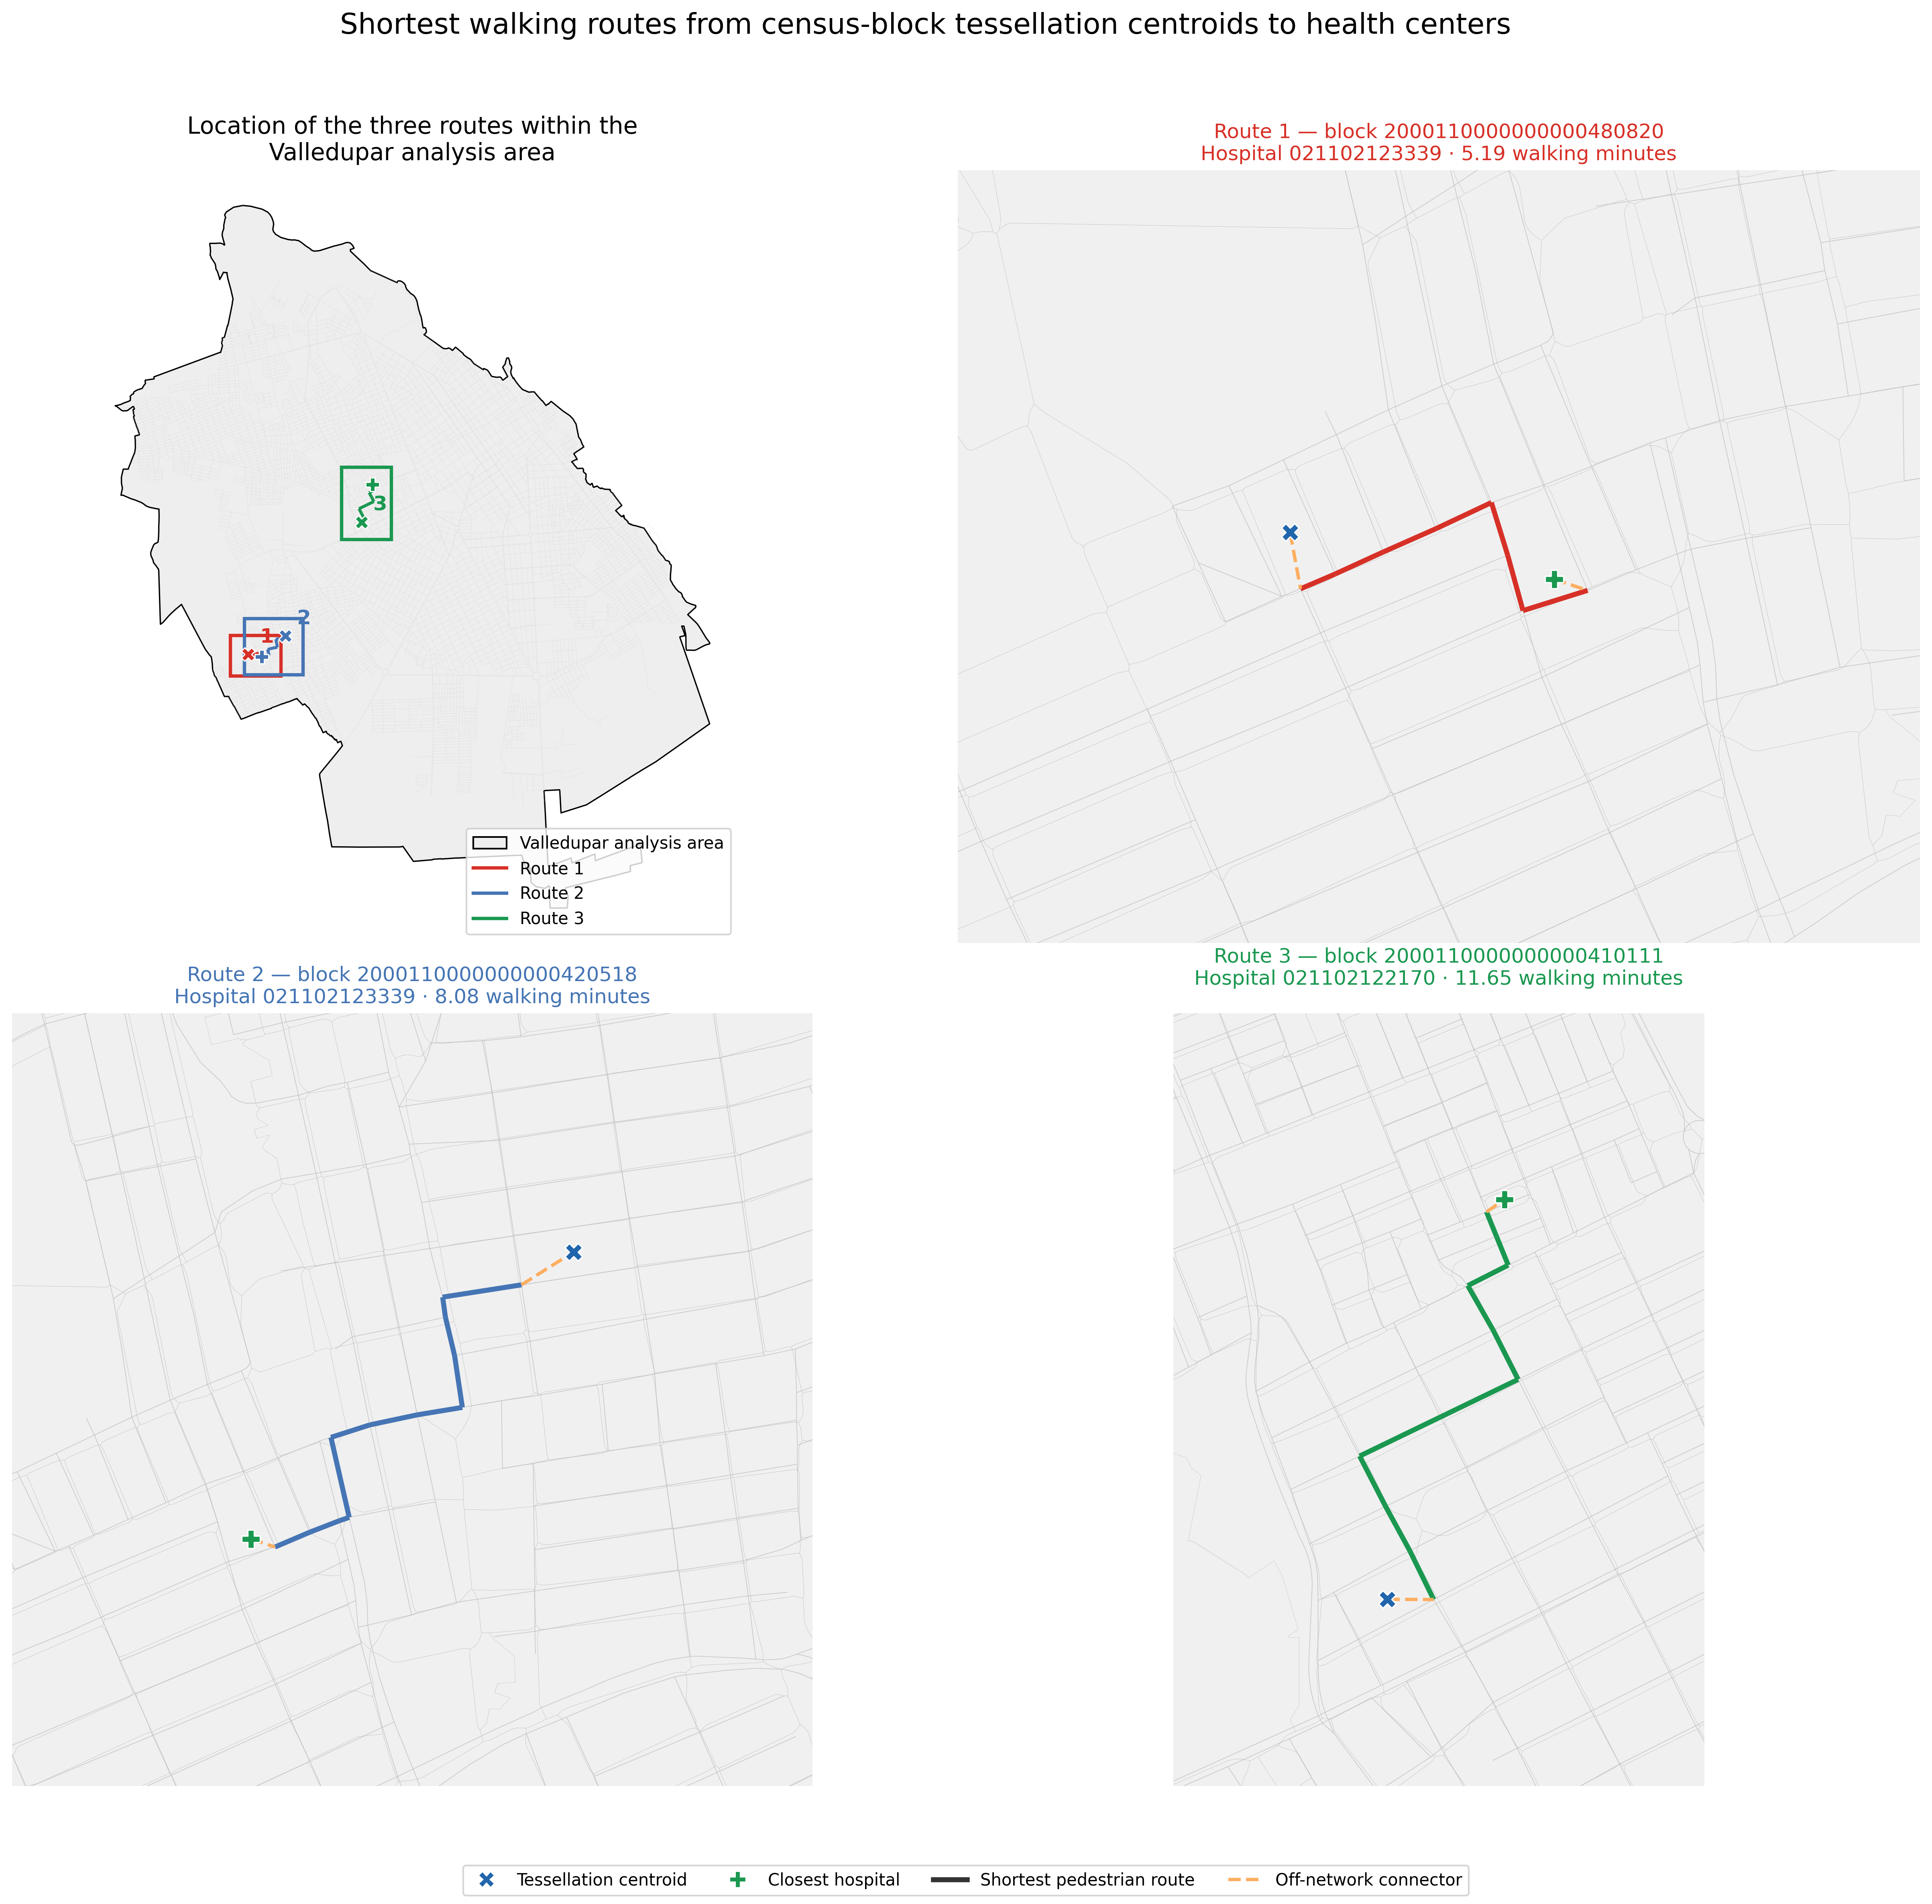 Shortest walking routes from census-block tessellation centroids to health centers
Location of the three routes within the
Valledupar analysis area
3
2
1
Valledupar analysis area
Route 1
Route 2
Route 3
Route 1 — block 2000110000000000480820
Hospital 021102123339 · 5.19 walking minutes
Route 2 — block 2000110000000000420518
Hospital 021102123339 · 8.08 walking minutes
Route 3 — block 2000110000000000410111
Hospital 021102122170 · 11.65 walking minutes
Tessellation centroid
Closest hospital
Shortest pedestrian route
Off-network connector